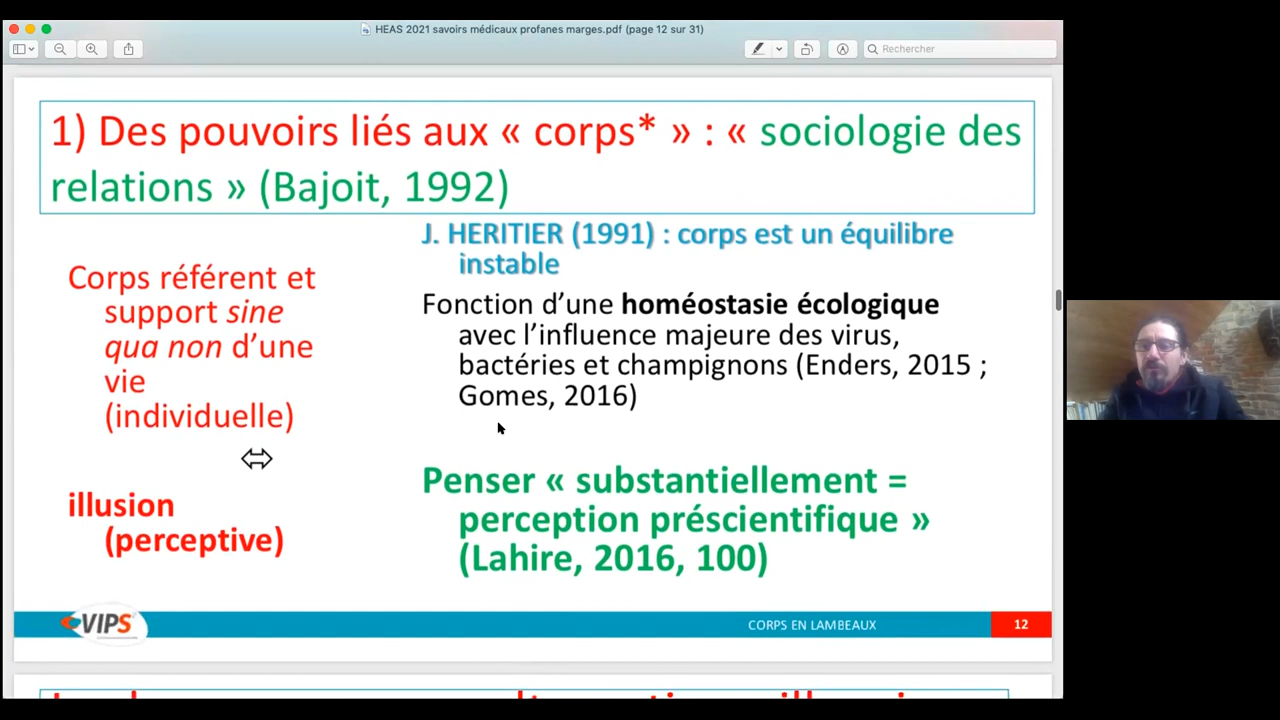 HEAS 2021 savoirs médicaux profanes marges.pdf (page 12 sur 31)
Rechercher
1) Des pouvoirs liés aux « corps* » : « sociologie des
relations » (Bajoit, 1992)
Corps référent et
support sine
qua non d’une
vie
(individuelle)
illusion
(perceptive)
J. HERITIER (1991) : corps est un équilibre
instable
Fonction d’une homéostasie écologique
avec l’influence majeure des virus,
bactéries et champignons (Enders, 2015 ;
Gomes, 2016)
Penser « substantiellement =
perception préscientifique »
(Lahire, 2016, 100)
VIPS
CORPS EN LAMBEAUX
12